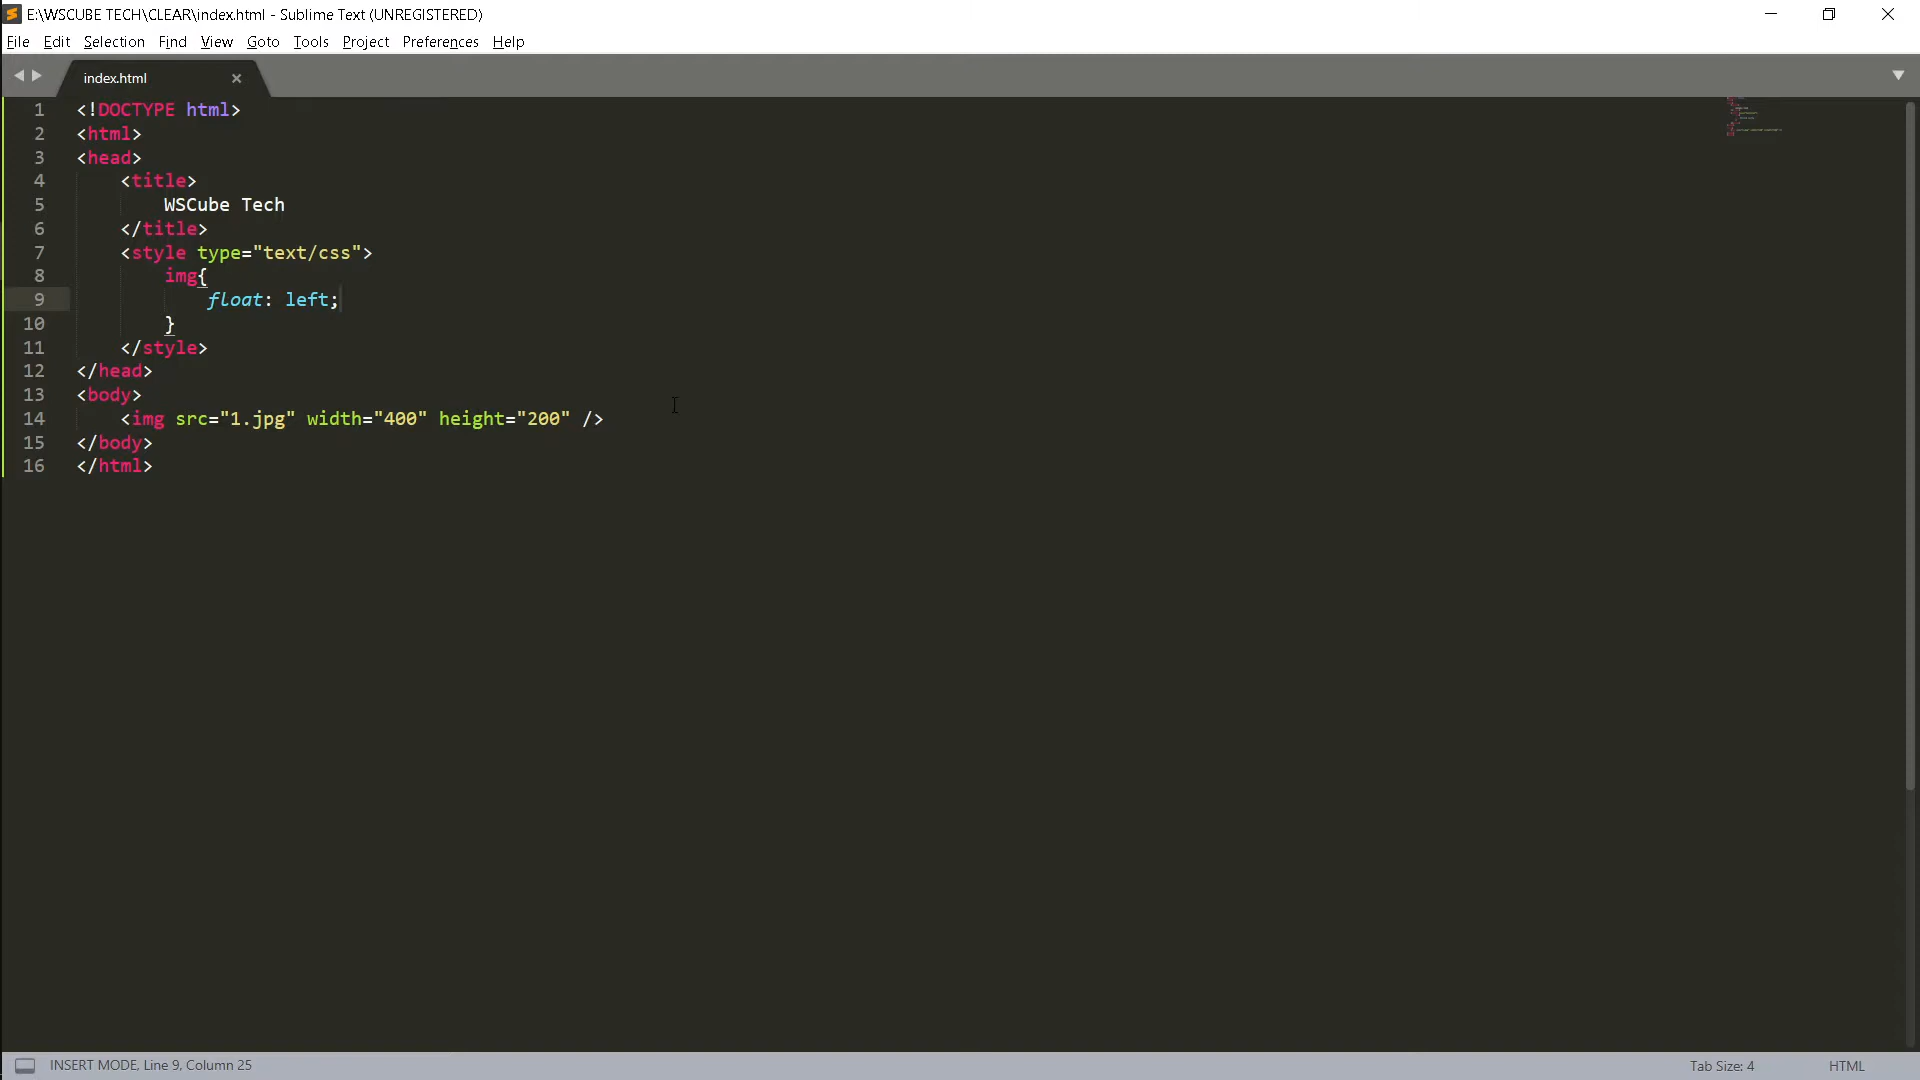 E:\WSCUBE TECH\CLEAR\index.html - Sublime Text (UNREGISTERED)
File Edit Selection Find View Goto Tools Project Preferences Help
index.html
1 <!DOCTYPE html>
2 <html>
3 <head>
4 <title>
5 WSCube Tech
6 </title>
7 <style type="text/css">
8 img{
9 float: left;
10 }
11 </style>
12 </head>
13 <body>
14 <img src="1.jpg" width="400" height="200" />
15 </body>
16 </html>
INSERT MODE, Line 9, Column 25 Tab Size: 4 HTML